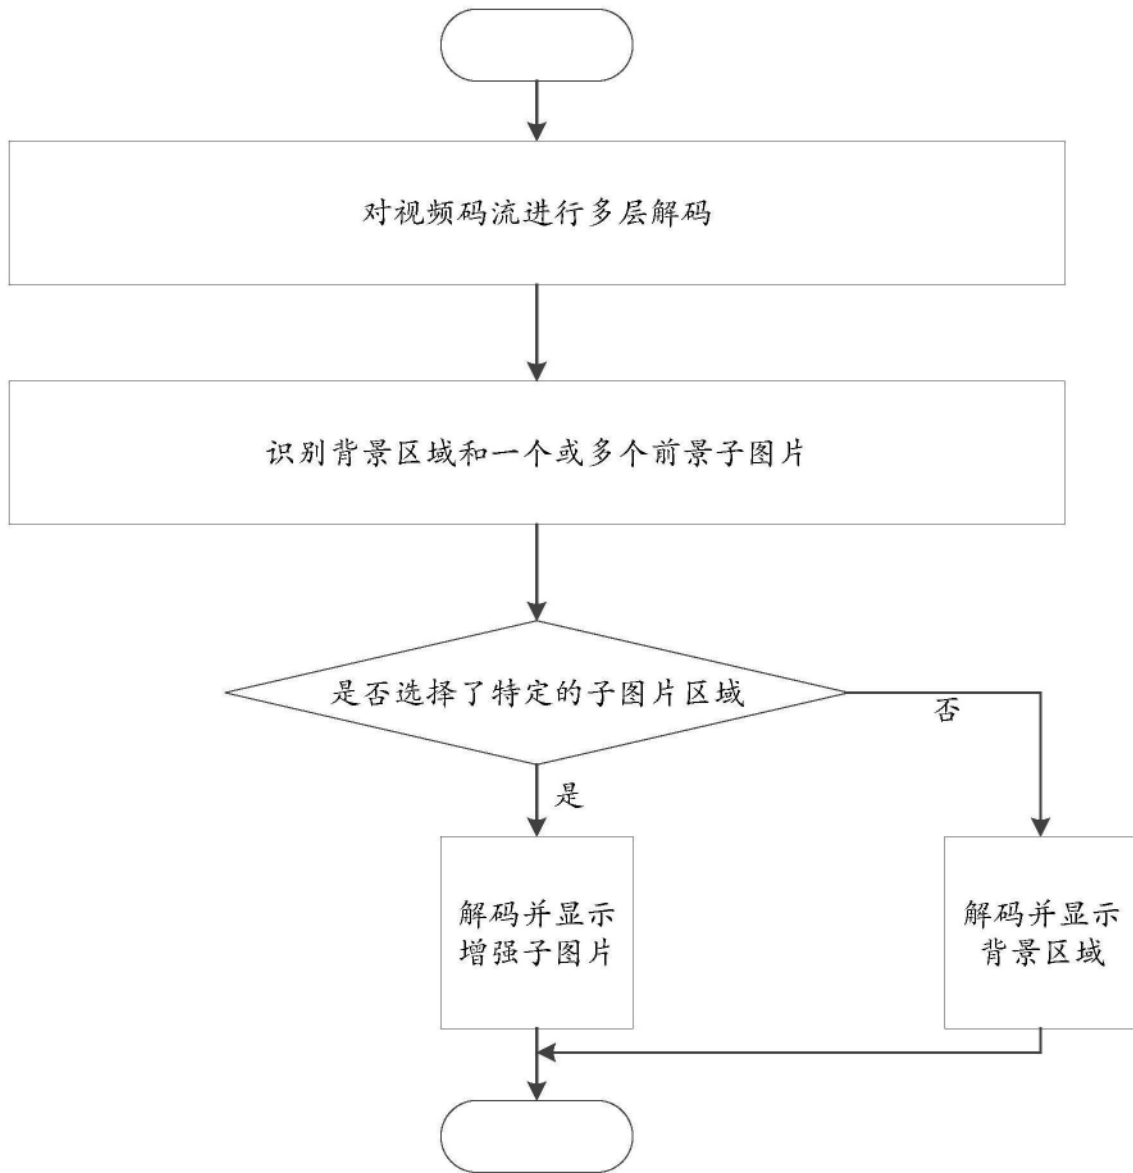 对视频码流进行多层解码
识别背景区域和一个或多个前景子图片
是否选择了特定的子图片区域
否
是
解码并显示
增强子图片
解码并显示
背景区域